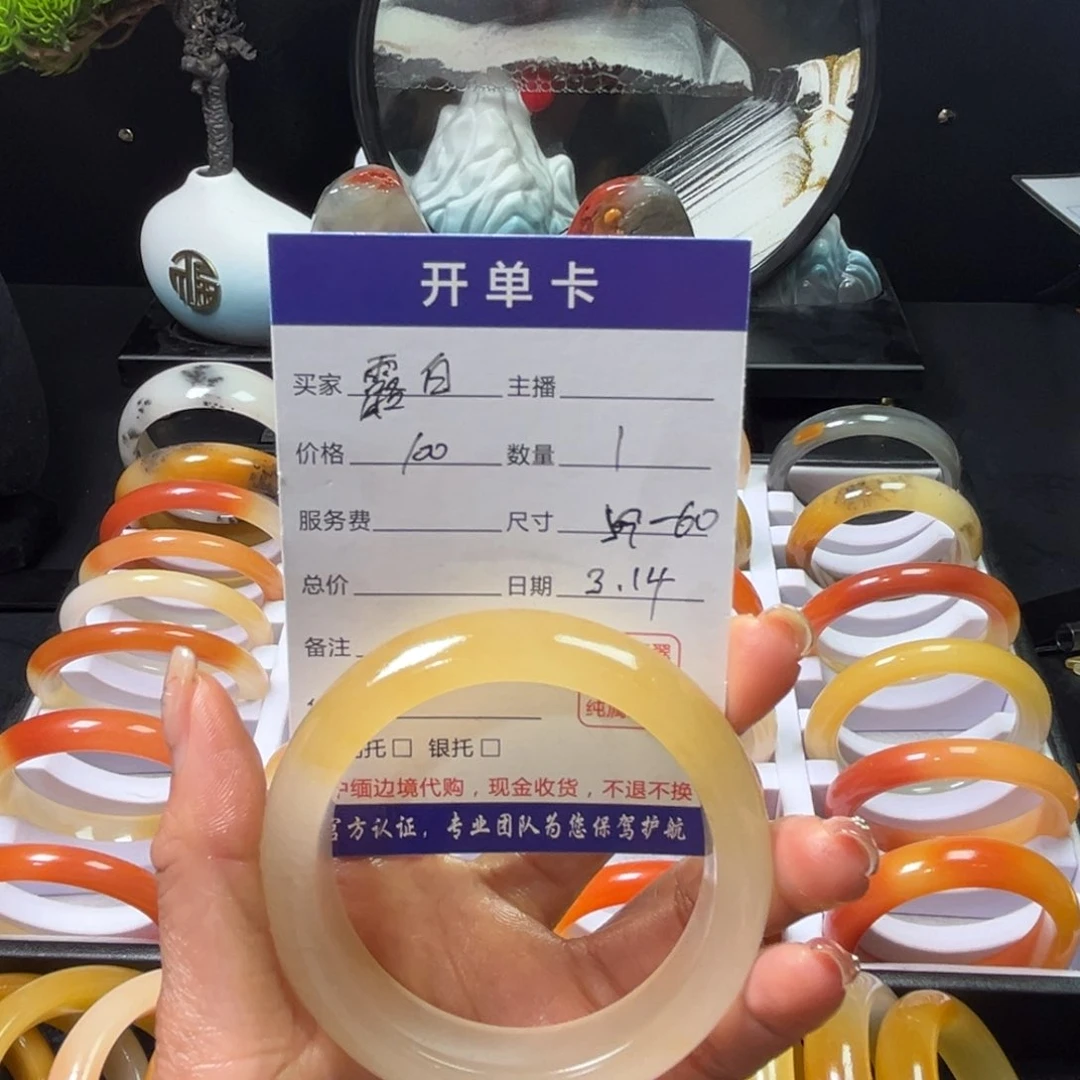 开单卡
买家 露白 主播
价格 100 数量 1
服务费 尺寸 59-60
总价 日期 3.14
备注
纯属
托□ 银托□
中缅边境代购，现金收货，不退不换
官方认证，专业团队为您保驾护航